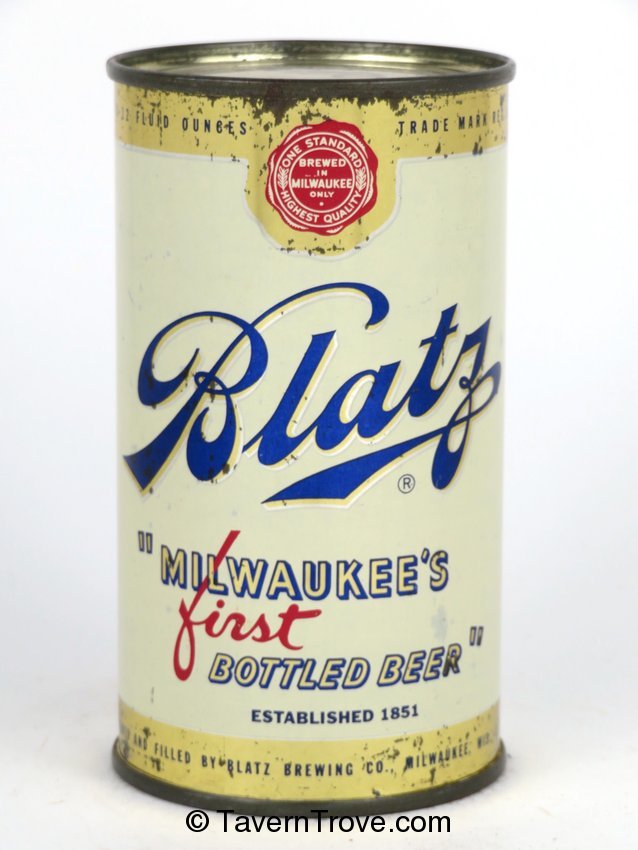 FLUID OUNCES
TRADE MARK
ONE STANDARD
BREWED
IN
MILWAUKEE
ONLY
HIGHEST QUALITY
Blatz
®
"MILWAUKEE'S
first
BOTTLED BEER"
ESTABLISHED 1851
AND FILLED BY BLATZ BREWING CO., MILWAUKEE,
© TavernTrove.com